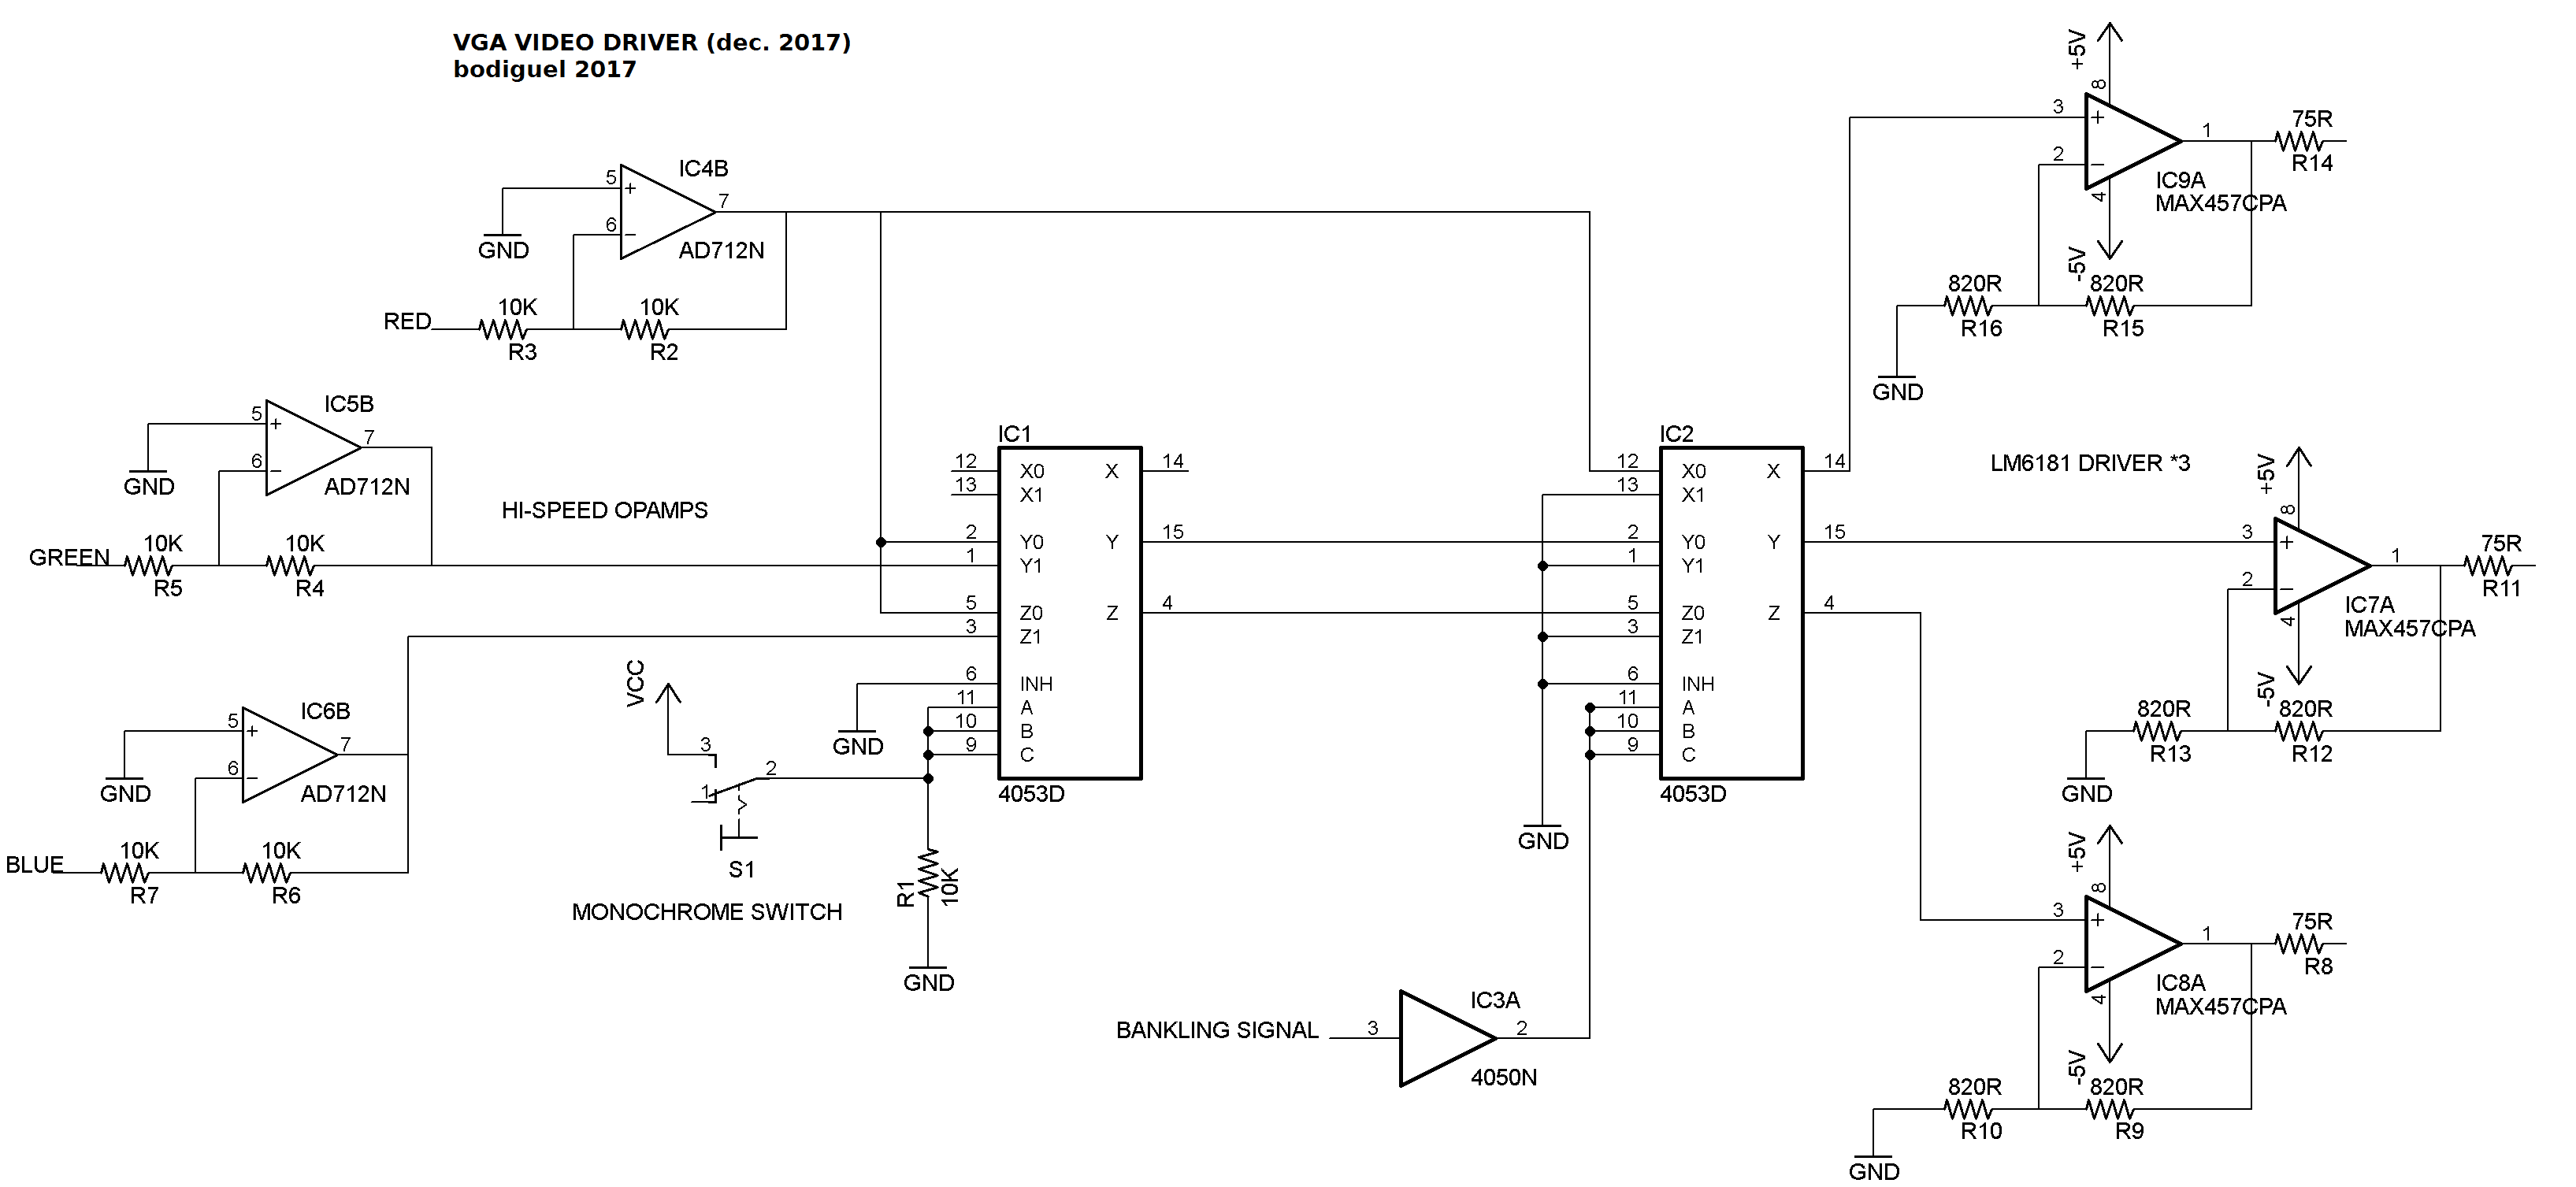 VGA VIDEO DRIVER (dec. 2017)
bodiguel 2017
+5V
8
3
+
1
75R
R14
2
−
IC9A
MAX457CPA
4
-5V
820R
R16
820R
R15
GND
IC4B
5
+
7
6
−
AD712N
GND
RED
10K
R3
10K
R2
IC5B
5
+
7
6
−
AD712N
GND
GREEN
10K
R5
10K
R4
HI-SPEED OPAMPS
IC1
12 X0 X 14
13 X1
2 Y0 Y 15
1 Y1
5 Z0 Z 4
3 Z1
6 INH
11 A
10 B
9 C
4053D
IC2
12 X0 X 14
13 X1
2 Y0 Y 15
1 Y1
5 Z0 Z 4
3 Z1
6 INH
11 A
10 B
9 C
4053D
LM6181 DRIVER *3
+5V
8
3
+
1
75R
R11
2
−
IC7A
MAX457CPA
4
-5V
820R
R13
820R
R12
GND
IC6B
5
+
7
6
−
AD712N
GND
BLUE
10K
R7
10K
R6
VCC
3
2
1
S1
MONOCHROME SWITCH
GND
R1
10K
GND
GND
BANKLING SIGNAL
3
IC3A
2
4050N
+5V
8
3
+
1
75R
R8
2
−
IC8A
MAX457CPA
4
-5V
820R
R10
820R
R9
GND